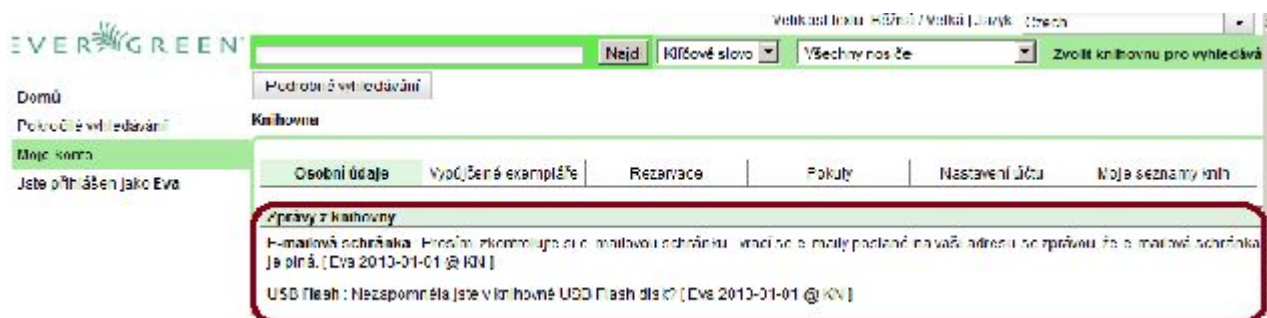 Velikost textu: Běžná / Velká | Jazyk: Czech
EVERGREEN
Najdi Klíčové slovo Všechny nosiče Zvolit knihovnu pro vyhledává
Podrobné vyhledávání
Domů
Pokročilé vyhledávání
Knihovna
Moje konto
Jste přihlášen jako Eva
Osobní údaje Vypůjčené exempláře Rezervace Pokuty Nastavení účtu Moje seznamy knih
Zprávy z knihovny
E-mailová schránka : Prosím, zkontrolujte si e-mailovou schránku - vrací se e-maily poslané na vaši adresu se zprávou, že e-mailová schránka
je plná. [ Eva 2013-01-01 @ KN ]
USB Flash : Nezapomněla jste v knihovně USB Flash disk? [ Eva 2013-01-01 @ KN ]